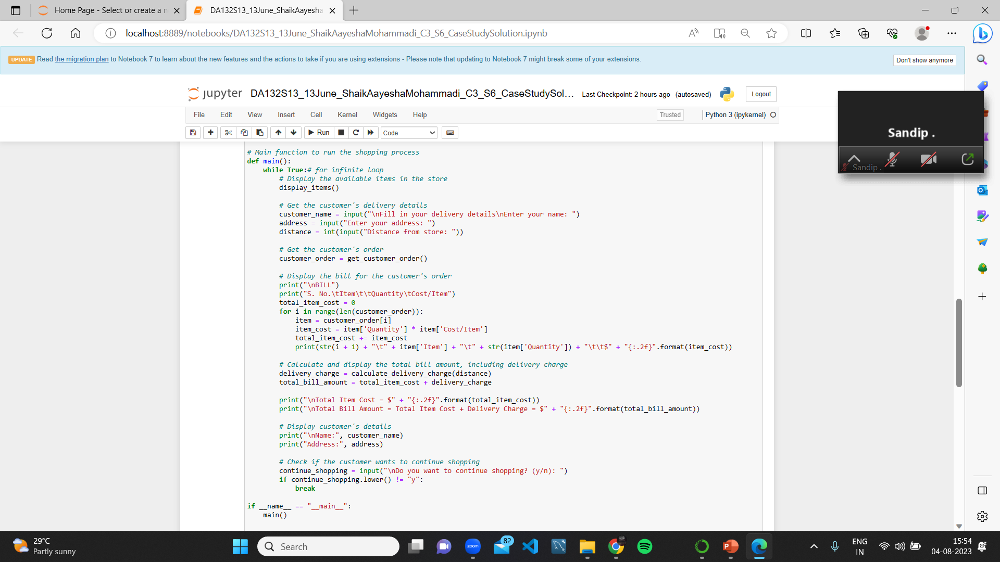 Home Page - Select or create a n
DA132S13_13June_ShaikAayesha
localhost:8889/notebooks/DA132S13_13June_ShaikAayeshaMohammadi_C3_S6_CaseStudySolution.ipynb
UPDATE Read the migration plan to Notebook 7 to learn about the new features and the actions to take if you are using extensions - Please note that updating to Notebook 7 might break some of your extensions.
Don't show anymore
jupyter DA132S13_13June_ShaikAayeshaMohammadi_C3_S6_CaseStudySol... Last Checkpoint: 2 hours ago (autosaved)
Logout
File Edit View Insert Cell Kernel Widgets Help
Trusted
Python 3 (ipykernel)
Run
Code
Sandip .
Sandip .
# Main function to run the shopping process
def main():
    while True:# for infinite loop
        # Display the available items in the store
        display_items()
        # Get the customer's delivery details
        customer_name = input("\nFill in your delivery details\nEnter your name: ")
        address = input("Enter your address: ")
        distance = int(input("Distance from store: "))
        # Get the customer's order
        customer_order = get_customer_order()
        # Display the bill for the customer's order
        print("\nBILL")
        print("S. No.\tItem\t\tQuantity\tCost/Item")
        total_item_cost = 0
        for i in range(len(customer_order)):
            item = customer_order[i]
            item_cost = item['Quantity'] * item['Cost/Item']
            total_item_cost += item_cost
            print(str(i + 1) + "\t" + item['Item'] + "\t" + str(item['Quantity']) + "\t\t$" + "{:.2f}".format(item_cost))
        # Calculate and display the total bill amount, including delivery charge
        delivery_charge = calculate_delivery_charge(distance)
        total_bill_amount = total_item_cost + delivery_charge
        print("\nTotal Item Cost = $" + "{:.2f}".format(total_item_cost))
        print("\nTotal Bill Amount = Total Item Cost + Delivery Charge = $" + "{:.2f}".format(total_bill_amount))
        # Display customer's details
        print("\nName:", customer_name)
        print("Address:", address)
        # Check if the customer wants to continue shopping
        continue_shopping = input("\nDo you want to continue shopping? (y/n): ")
        if continue_shopping.lower() != "y":
            break
if __name__ == "__main__":
    main()
29°C
Partly sunny
Search
zoom
82
ENG
IN
15:54
04-08-2023